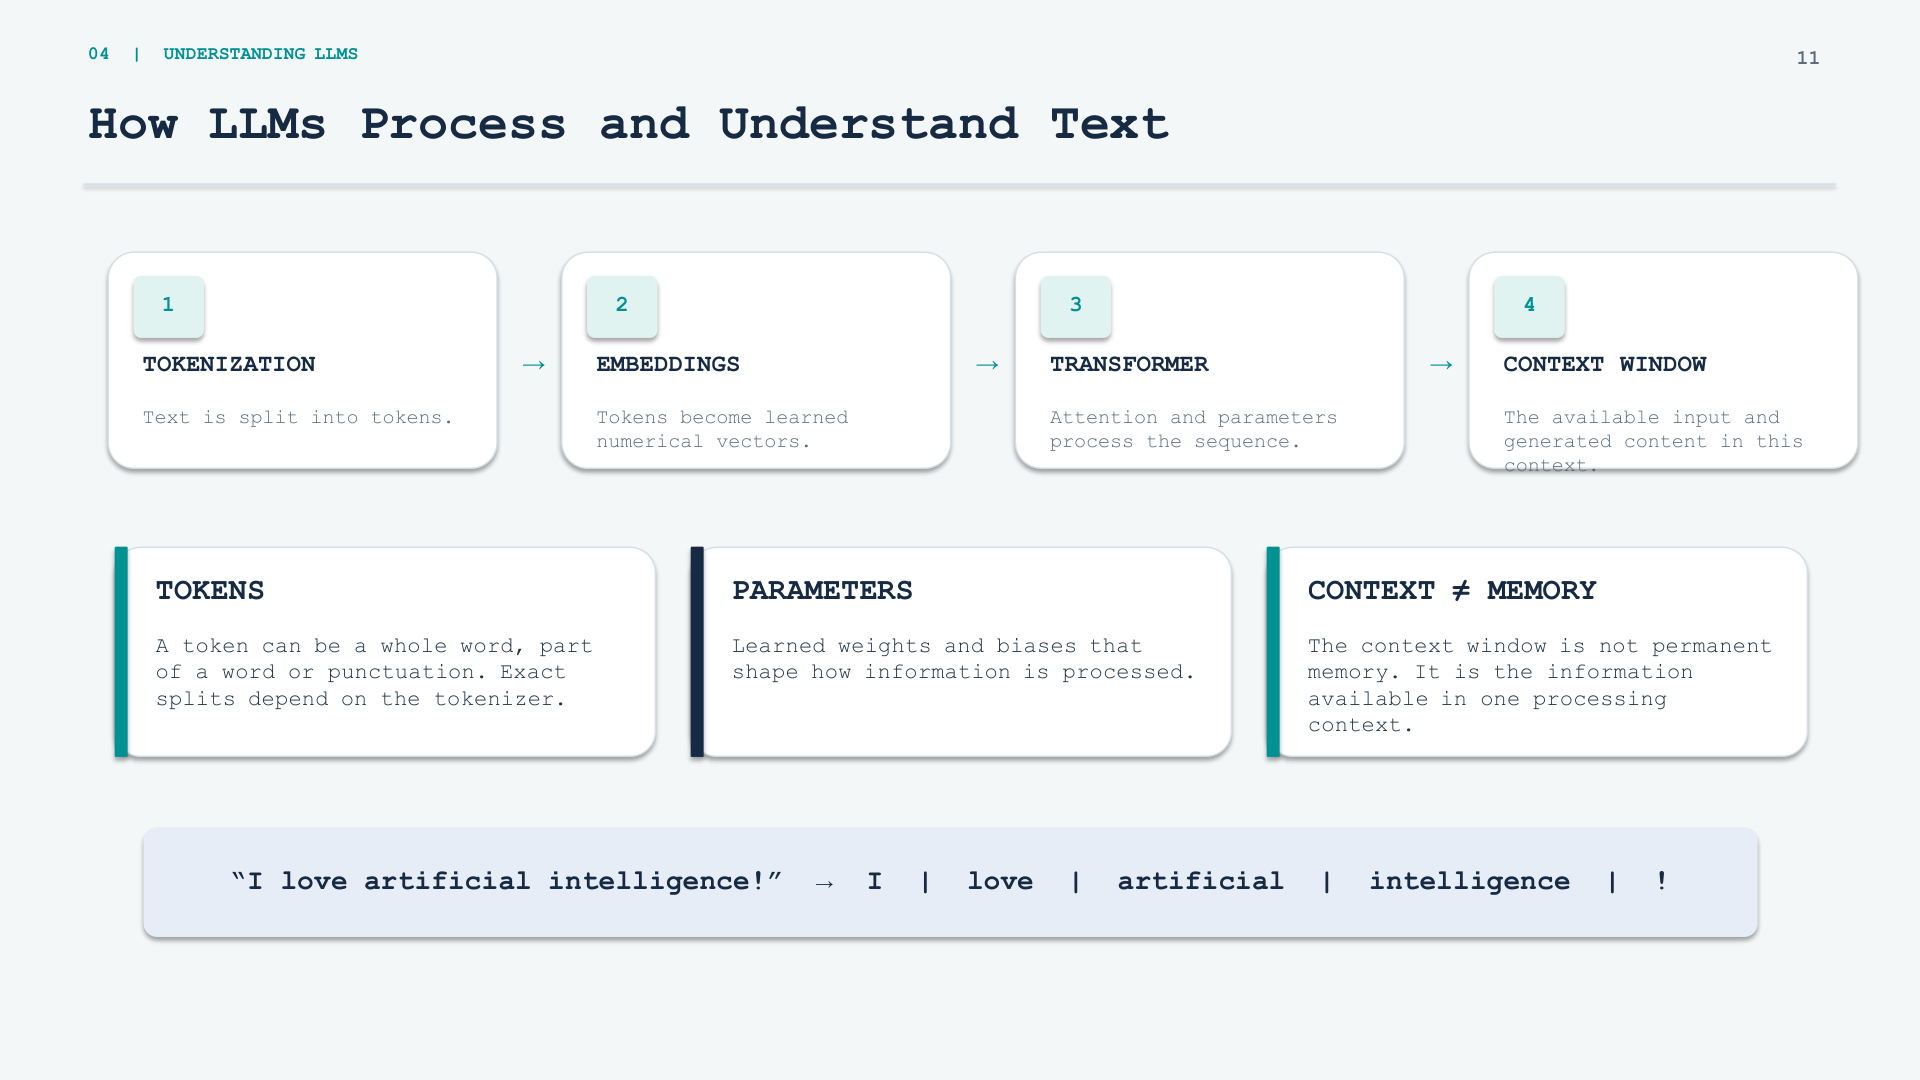 04 | UNDERSTANDING LLMS
11
How LLMs Process and Understand Text
1
TOKENIZATION
Text is split into tokens.
→
2
EMBEDDINGS
Tokens become learned
numerical vectors.
→
3
TRANSFORMER
Attention and parameters
process the sequence.
→
4
CONTEXT WINDOW
The available input and
generated content in this
context.
TOKENS
A token can be a whole word, part
of a word or punctuation. Exact
splits depend on the tokenizer.
PARAMETERS
Learned weights and biases that
shape how information is processed.
CONTEXT ≠ MEMORY
The context window is not permanent
memory. It is the information
available in one processing
context.
“I love artificial intelligence!” → I | love | artificial | intelligence | !